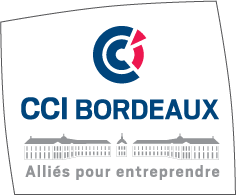 CCI BORDEAUX
Alliés pour entreprendre